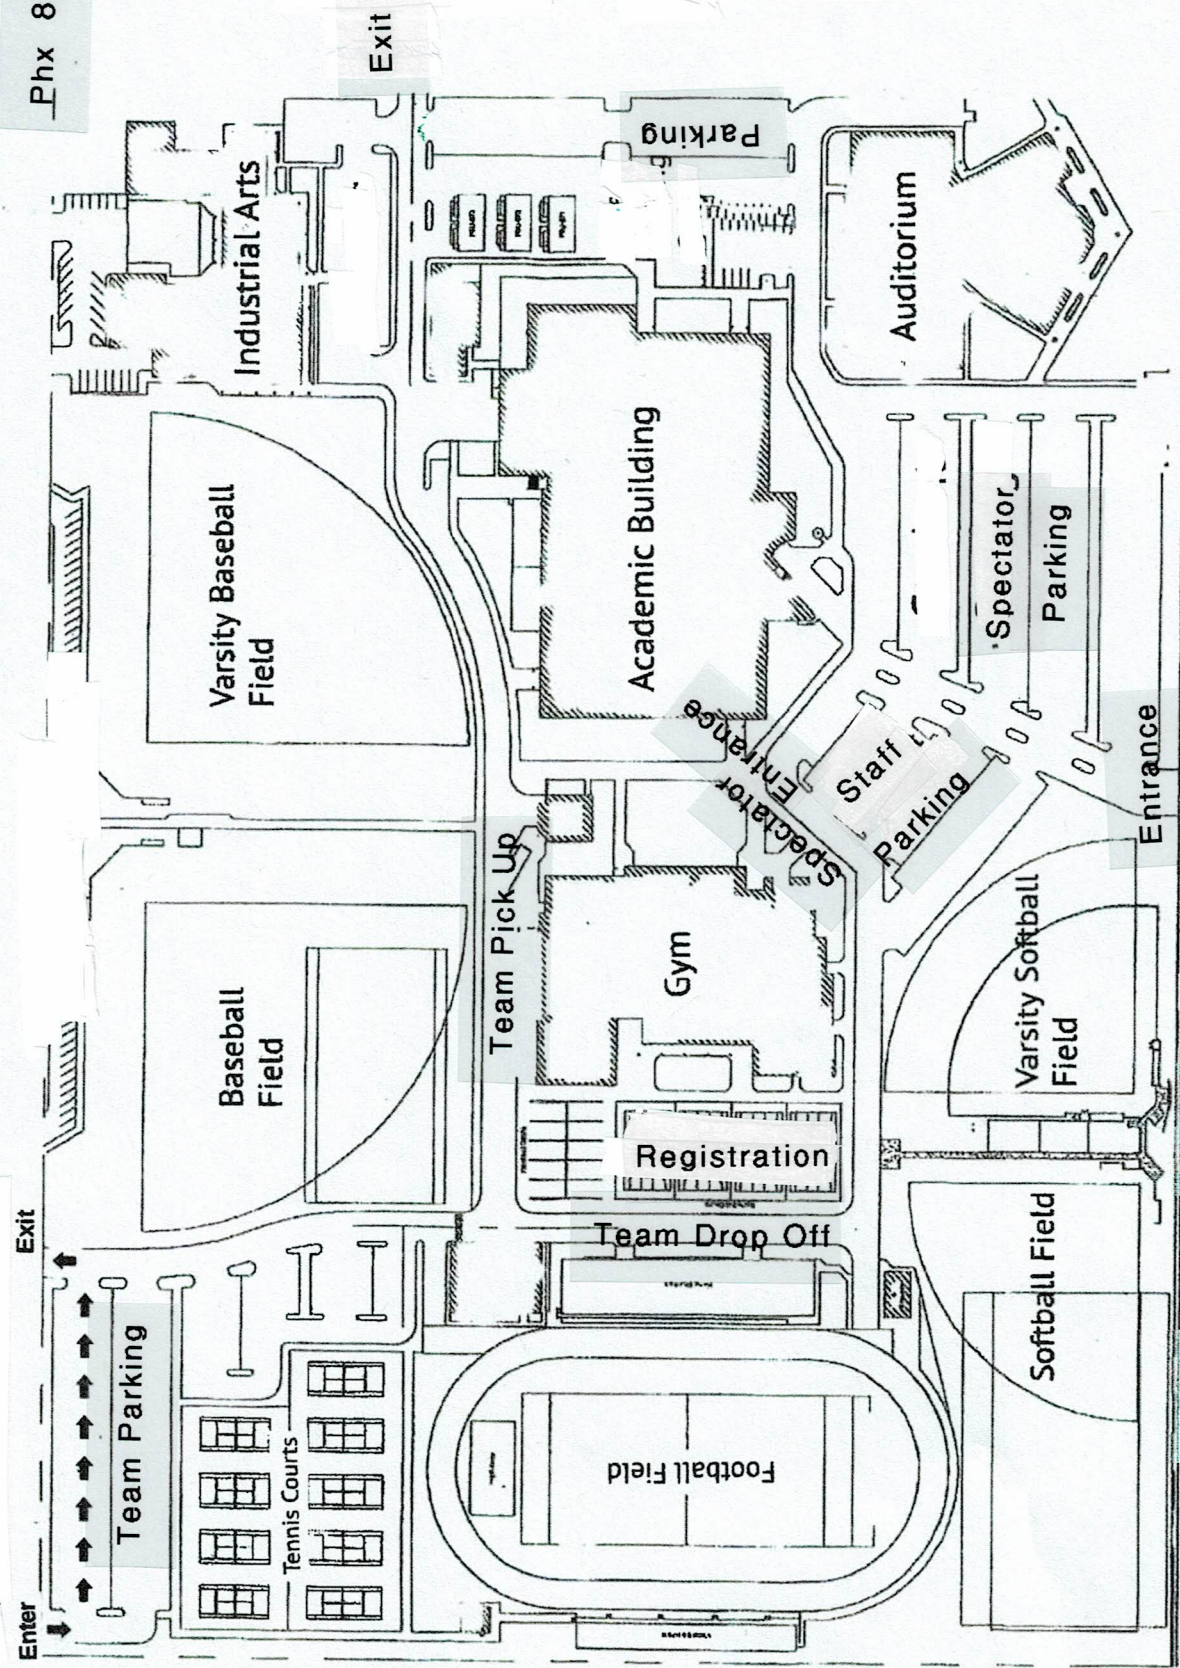 Phx 8
Exit
Parking
Industrial Arts
Auditorium
Academic Building
Varsity Baseball
Field
Spectator
Parking
Staff
Parking
Spectator
Entrance
Entrance
Team Pick Up
Gym
Baseball
Field
Varsity Softball
Field
Registration
Team Drop Off
Exit
Softball Field
Team Parking
Tennis Courts
Football Field
Enter